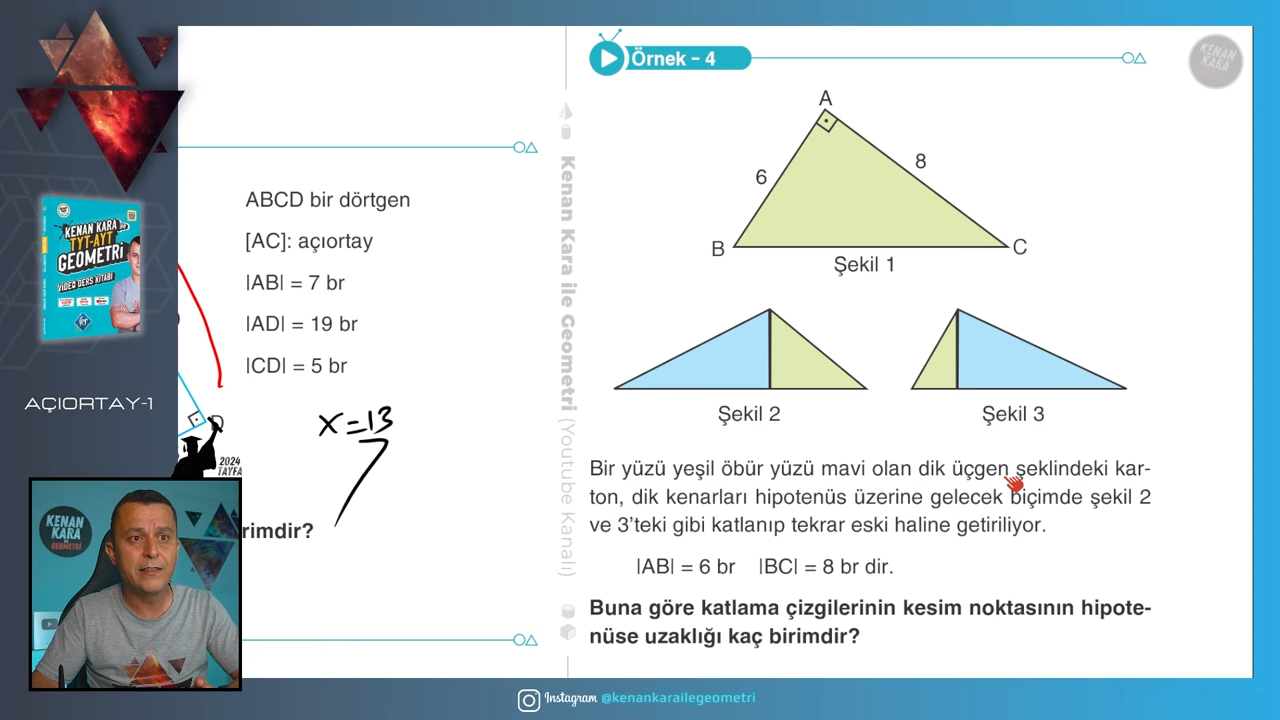 KENAN KARA
TYT-AYT
GEOMETRİ
VİDEO DERS KİTABI
AÇIORTAY-1
2024
TAYFA
KENAN
KARA
GEOMETRİ
ABCD bir dörtgen
[AC]: açıortay
|AB| = 7 br
|AD| = 19 br
|CD| = 5 br
D
x=13
rimdir?
Kenan Kara ile Geometri (Youtube Kanalı)
Örnek - 4
KENAN
KARA
A
6
8
B
C
Şekil 1
Şekil 2
Şekil 3
Bir yüzü yeşil öbür yüzü mavi olan dik üçgen şeklindeki kar-
ton, dik kenarları hipotenüs üzerine gelecek biçimde şekil 2
ve 3’teki gibi katlanıp tekrar eski haline getiriliyor.
|AB| = 6 br |BC| = 8 br dir.
Buna göre katlama çizgilerinin kesim noktasının hipote-
nüse uzaklığı kaç birimdir?
Instagram @kenankarailegeometri